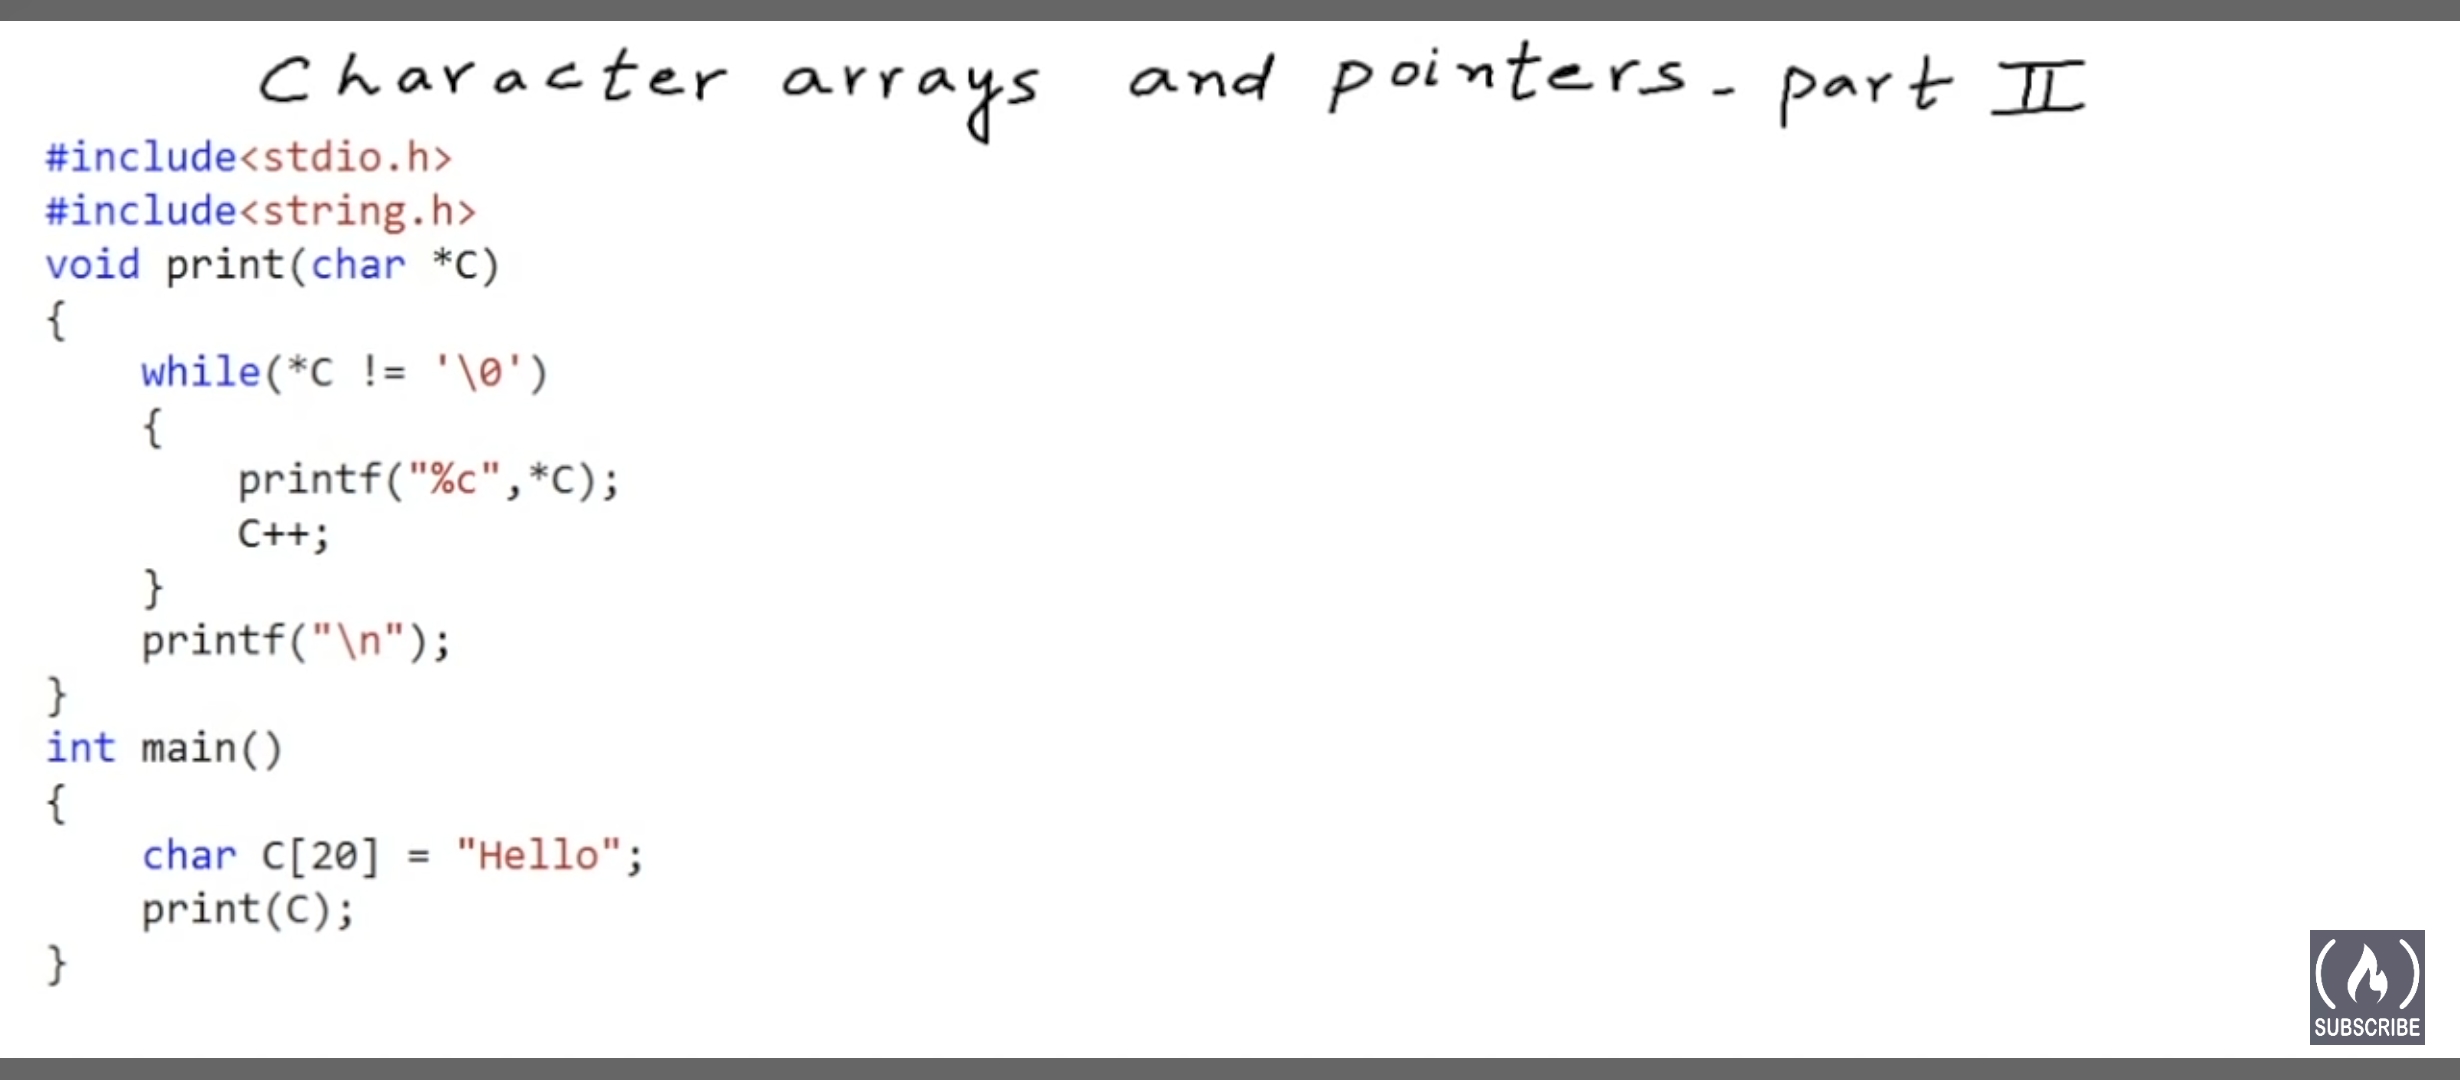 Character arrays and pointers - part II
#include<stdio.h>
#include<string.h>
void print(char *C)
{
    while(*C != '\0')
    {
        printf("%c",*C);
        C++;
    }
    printf("\n");
}
int main()
{
    char C[20] = "Hello";
    print(C);
}
SUBSCRIBE